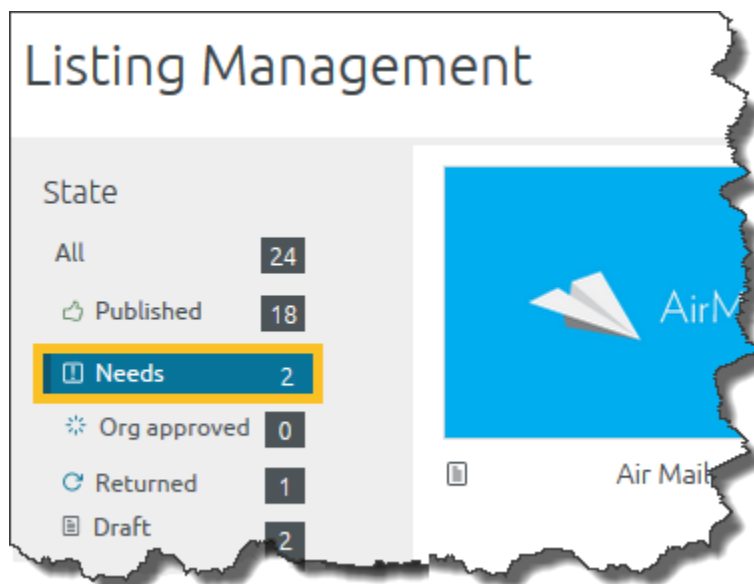 Listing Management
State
All 24
Published 18
Needs 2
Org approved 0
Returned 1
Draft 2
Air Mail